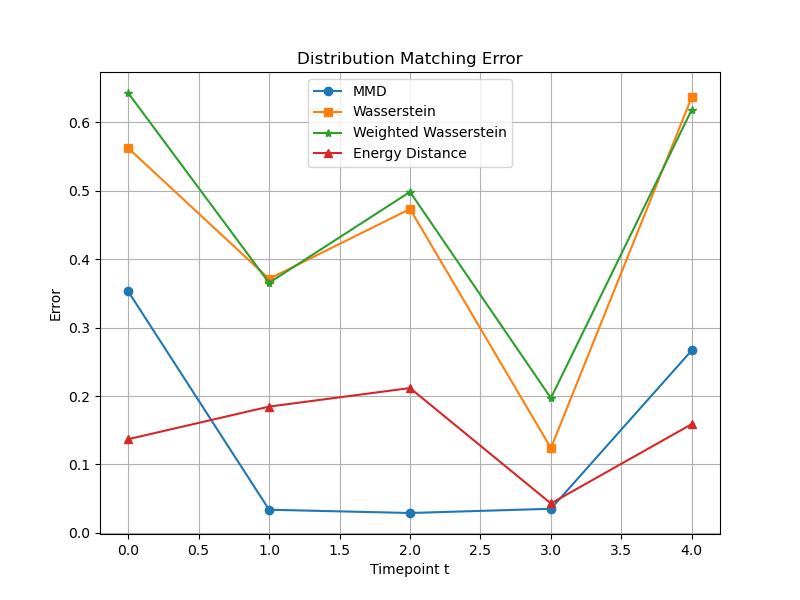 Distribution Matching Error
MMD
Wasserstein
Weighted Wasserstein
Energy Distance
Error
0.6
0.5
0.4
0.3
0.2
0.1
0.0
0.0 0.5 1.0 1.5 2.0 2.5 3.0 3.5 4.0
Timepoint t